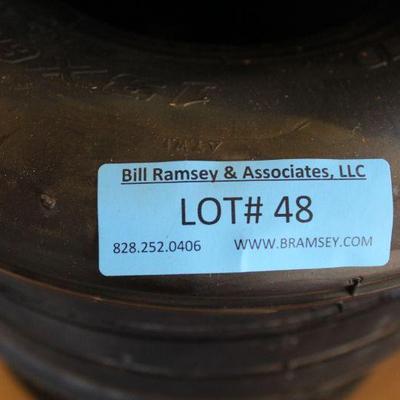 Bill Ramsey & Associates, LLC
LOT# 48
828.252.0406 WWW.BRAMSEY.COM